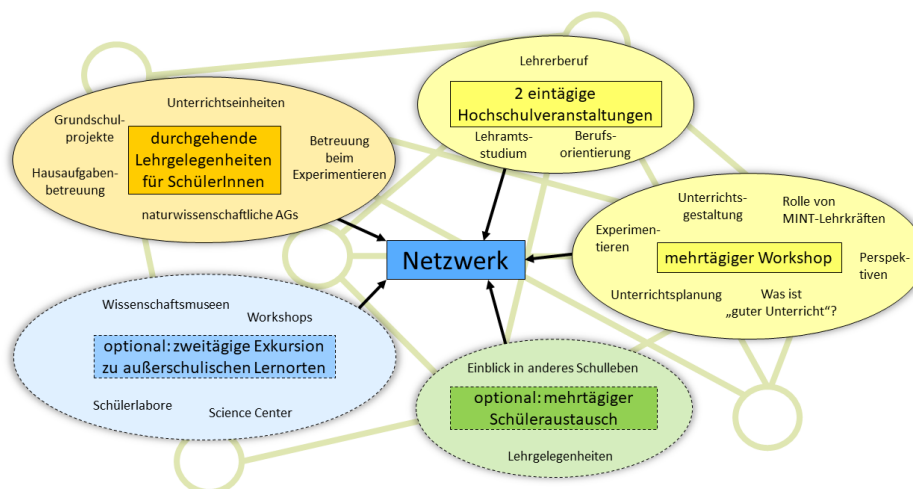 Unterrichtseinheiten
Grundschul-
projekte
durchgehende
Lehrgelegenheiten
für SchülerInnen
Betreuung
beim
Experimentieren
Hausaufgaben-
betreuung
naturwissenschaftliche AGs
Lehrerberuf
2 eintägige
Hochschulveranstaltungen
Lehramts-
studium
Berufs-
orientierung
Netzwerk
Unterrichts-
gestaltung
Rolle von
MINT-Lehrkräften
Experimen-
tieren
mehrtägiger Workshop
Perspek-
tiven
Unterrichtsplanung
Was ist
„guter Unterricht“?
Wissenschaftsmuseen
Workshops
optional: zweitägige Exkursion
zu außerschulischen Lernorten
Schülerlabore
Science Center
Einblick in anderes Schulleben
optional: mehrtägiger
Schüleraustausch
Lehrgelegenheiten